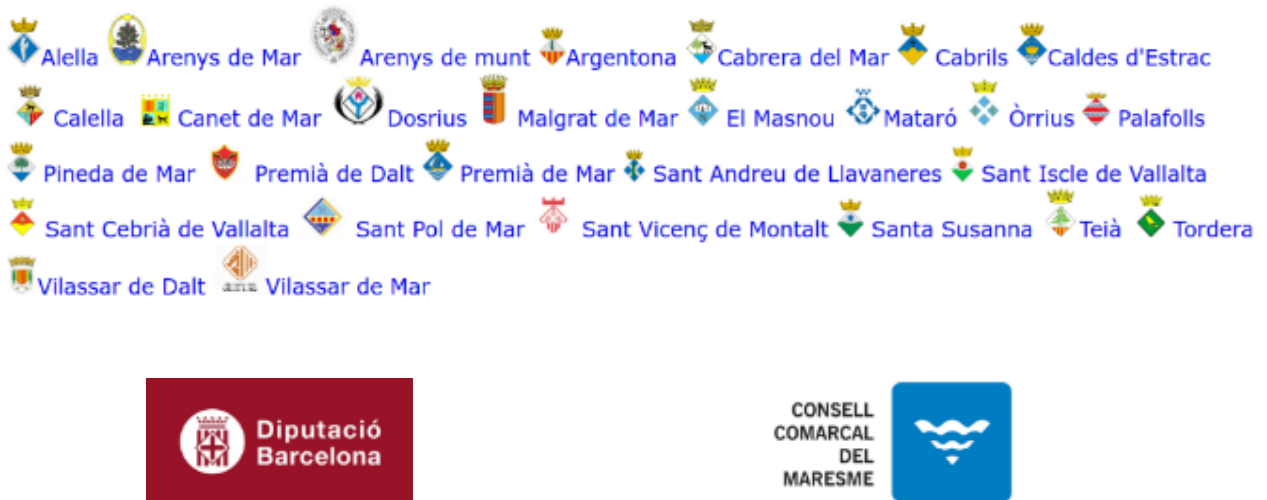 Alella Arenys de Mar Arenys de munt Argentona Cabrera del Mar Cabrils Caldes d'Estrac
Calella Canet de Mar Dosrius Malgrat de Mar El Masnou Mataró Òrrius Palafolls
Pineda de Mar Premià de Dalt Premià de Mar Sant Andreu de Llavaneres Sant Iscle de Vallalta
Sant Cebrià de Vallalta Sant Pol de Mar Sant Vicenç de Montalt Santa Susanna Teià Tordera
Vilassar de Dalt Vilassar de Mar
Diputació
Barcelona
CONSELL
COMARCAL
DEL
MARESME